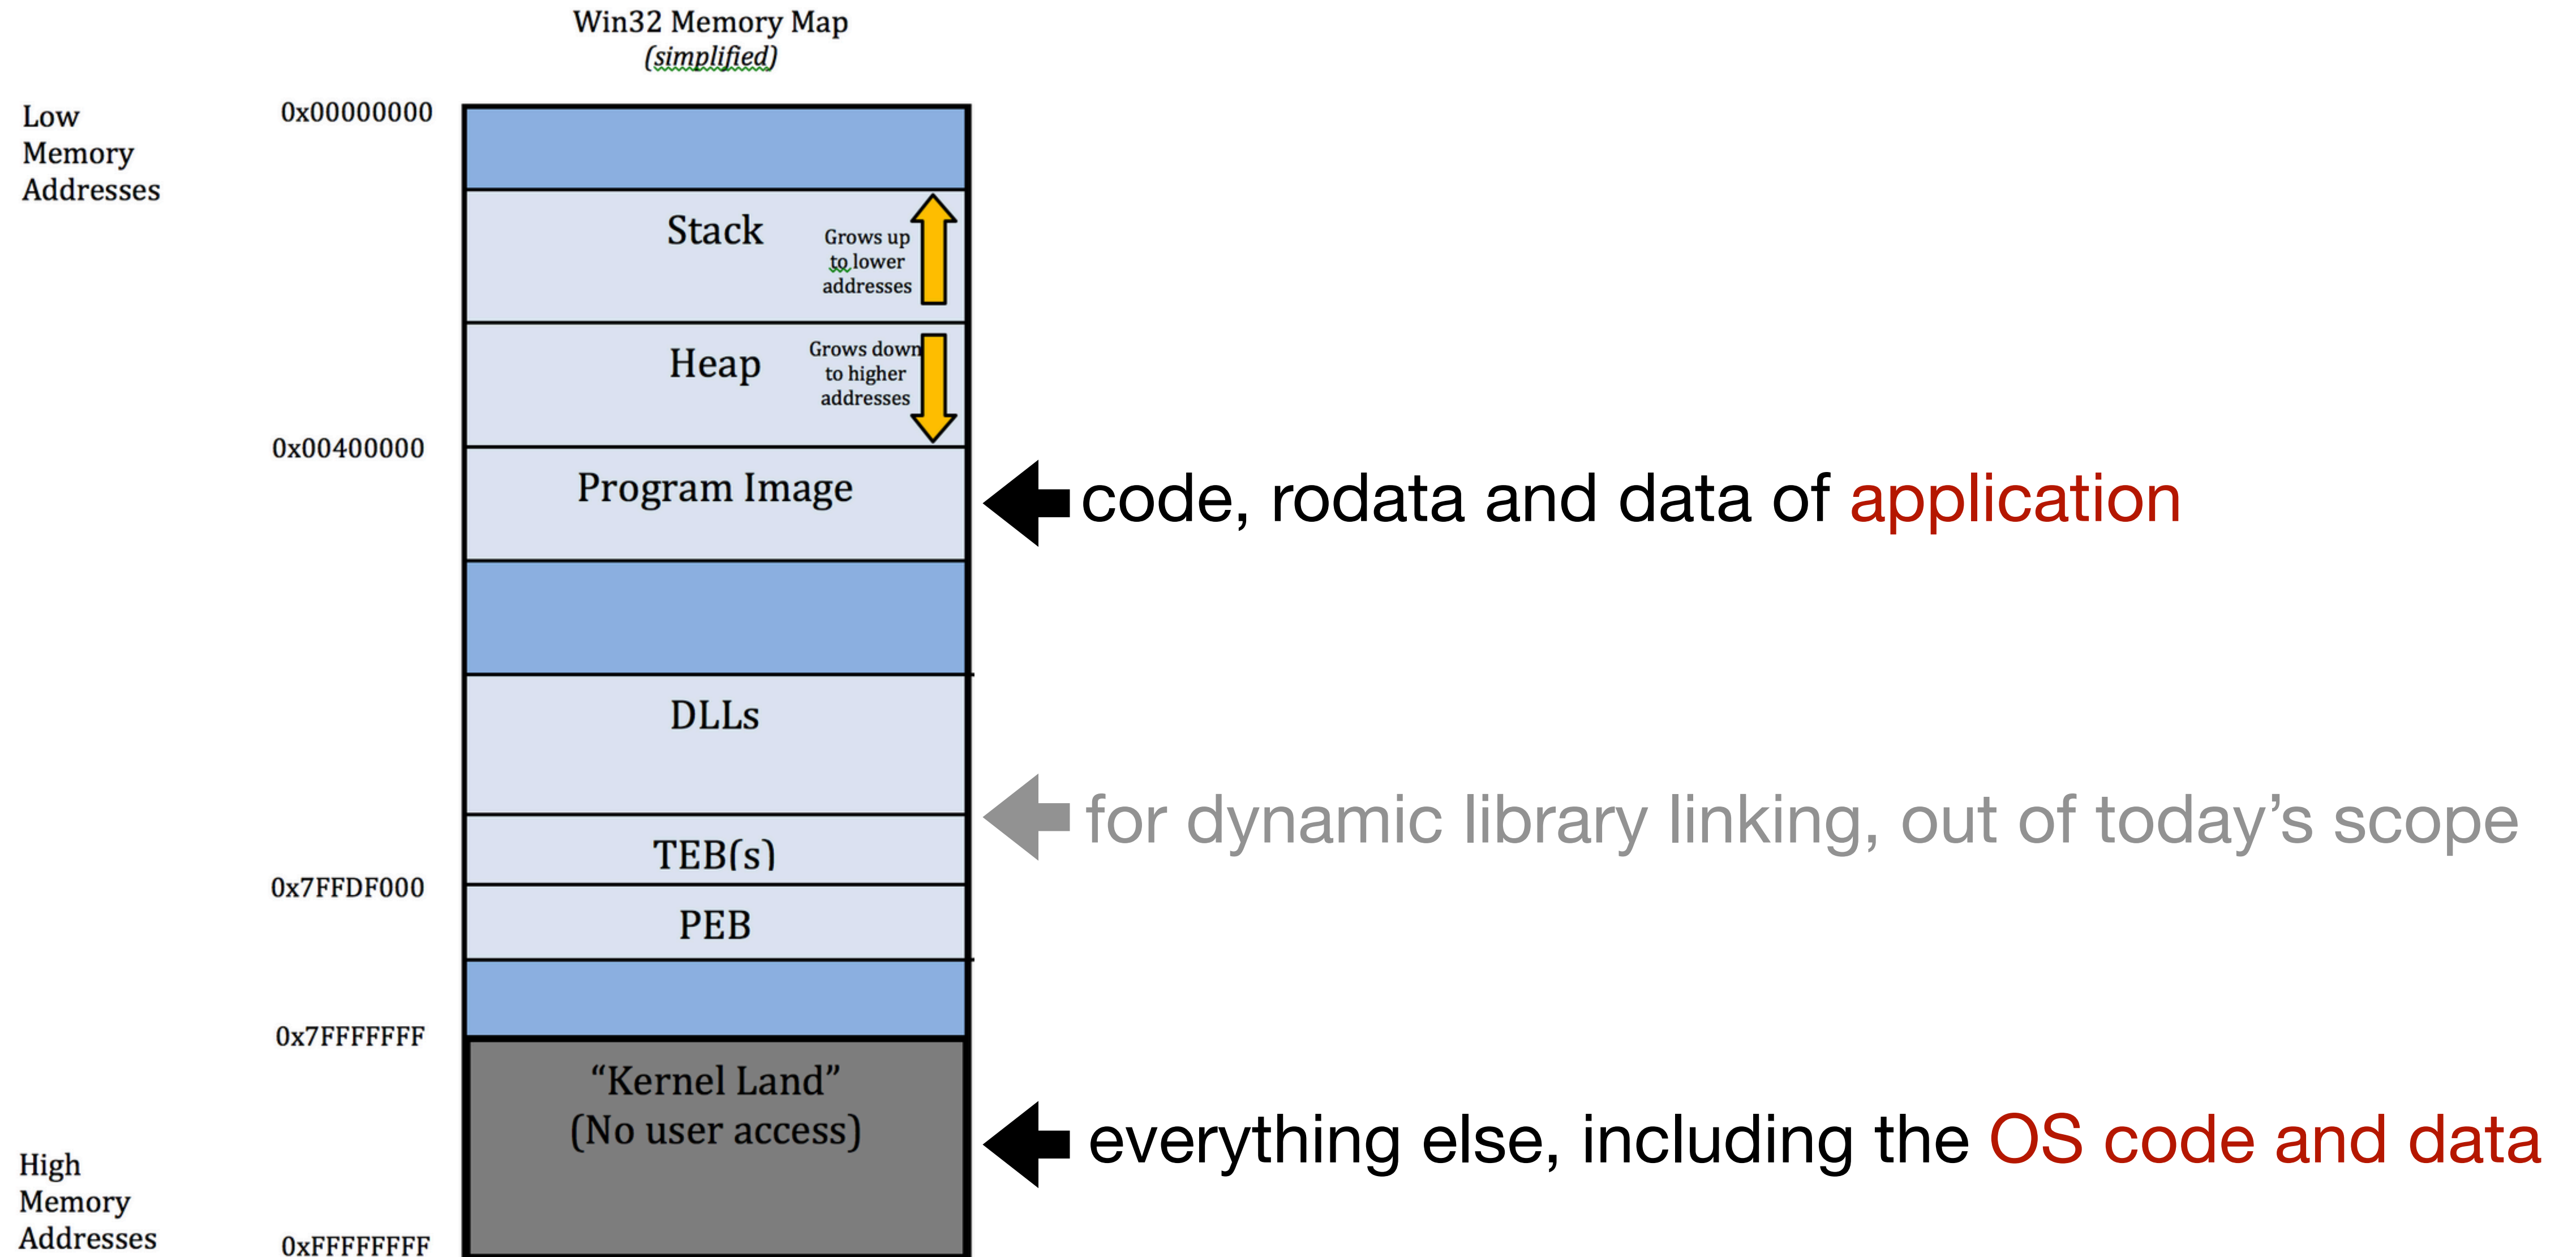 Win32 Memory Map
(simplified)
Low
Memory
Addresses
0x00000000
Stack
Grows up
to lower
addresses
Heap
Grows down
to higher
addresses
0x00400000
Program Image
code, rodata and data of application
DLLs
for dynamic library linking, out of today’s scope
TEB(s)
0x7FFDF000
PEB
0x7FFFFFFF
“Kernel Land”
(No user access)
everything else, including the OS code and data
High
Memory
Addresses
0xFFFFFFFF